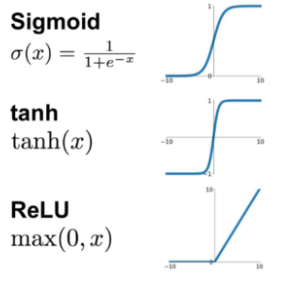 Sigmoid
σ(x) = 1/(1+e^{-x})
1
-10
0
10
tanh
tanh(x)
1
-10
10
-1
ReLU
max(0, x)
10
-10
0
10